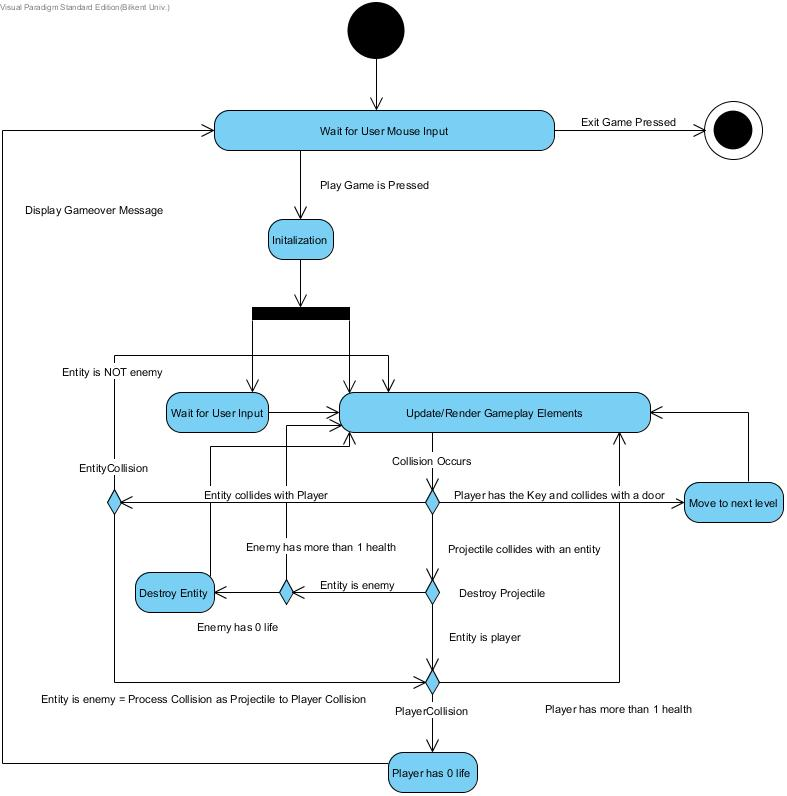 Visual Paradigm Standard Edition(Bilkent Univ.)
Wait for User Mouse Input
Exit Game Pressed
Play Game is Pressed
Display Gameover Message
Initalization
Entity is NOT enemy
Wait for User Input
Update/Render Gameplay Elements
Collision Occurs
EntityCollision
Entity collides with Player
Player has the Key and collides with a door
Move to next level
Enemy has more than 1 health
Projectile collides with an entity
Entity is enemy
Destroy Entity
Destroy Projectile
Enemy has 0 life
Entity is player
Entity is enemy = Process Collision as Projectile to Player Collision
PlayerCollision
Player has more than 1 health
Player has 0 life